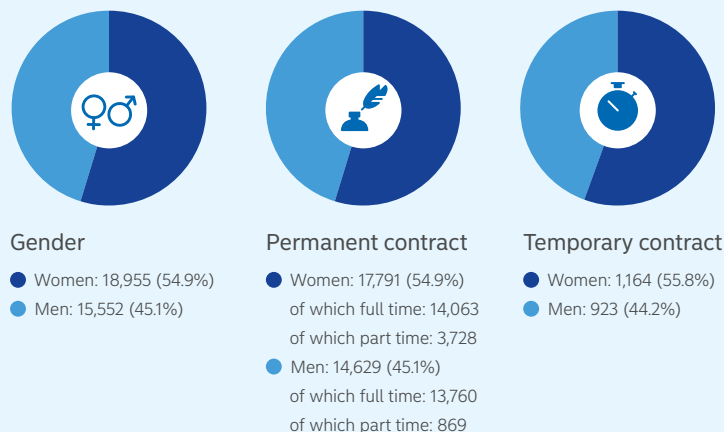 Gender
Women: 18,955 (54.9%)
Men: 15,552 (45.1%)
Permanent contract
Women: 17,791 (54.9%)
of which full time: 14,063
of which part time: 3,728
Men: 14,629 (45.1%)
of which full time: 13,760
of which part time: 869
Temporary contract
Women: 1,164 (55.8%)
Men: 923 (44.2%)